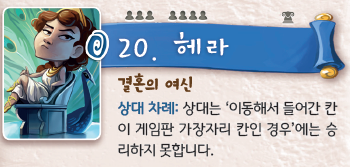 20. 헤라
결혼의 여신
상대 차례: 상대는 ‘이동해서 들어간 칸
이 게임판 가장자리 칸인 경우’에는 승
리하지 못합니다.